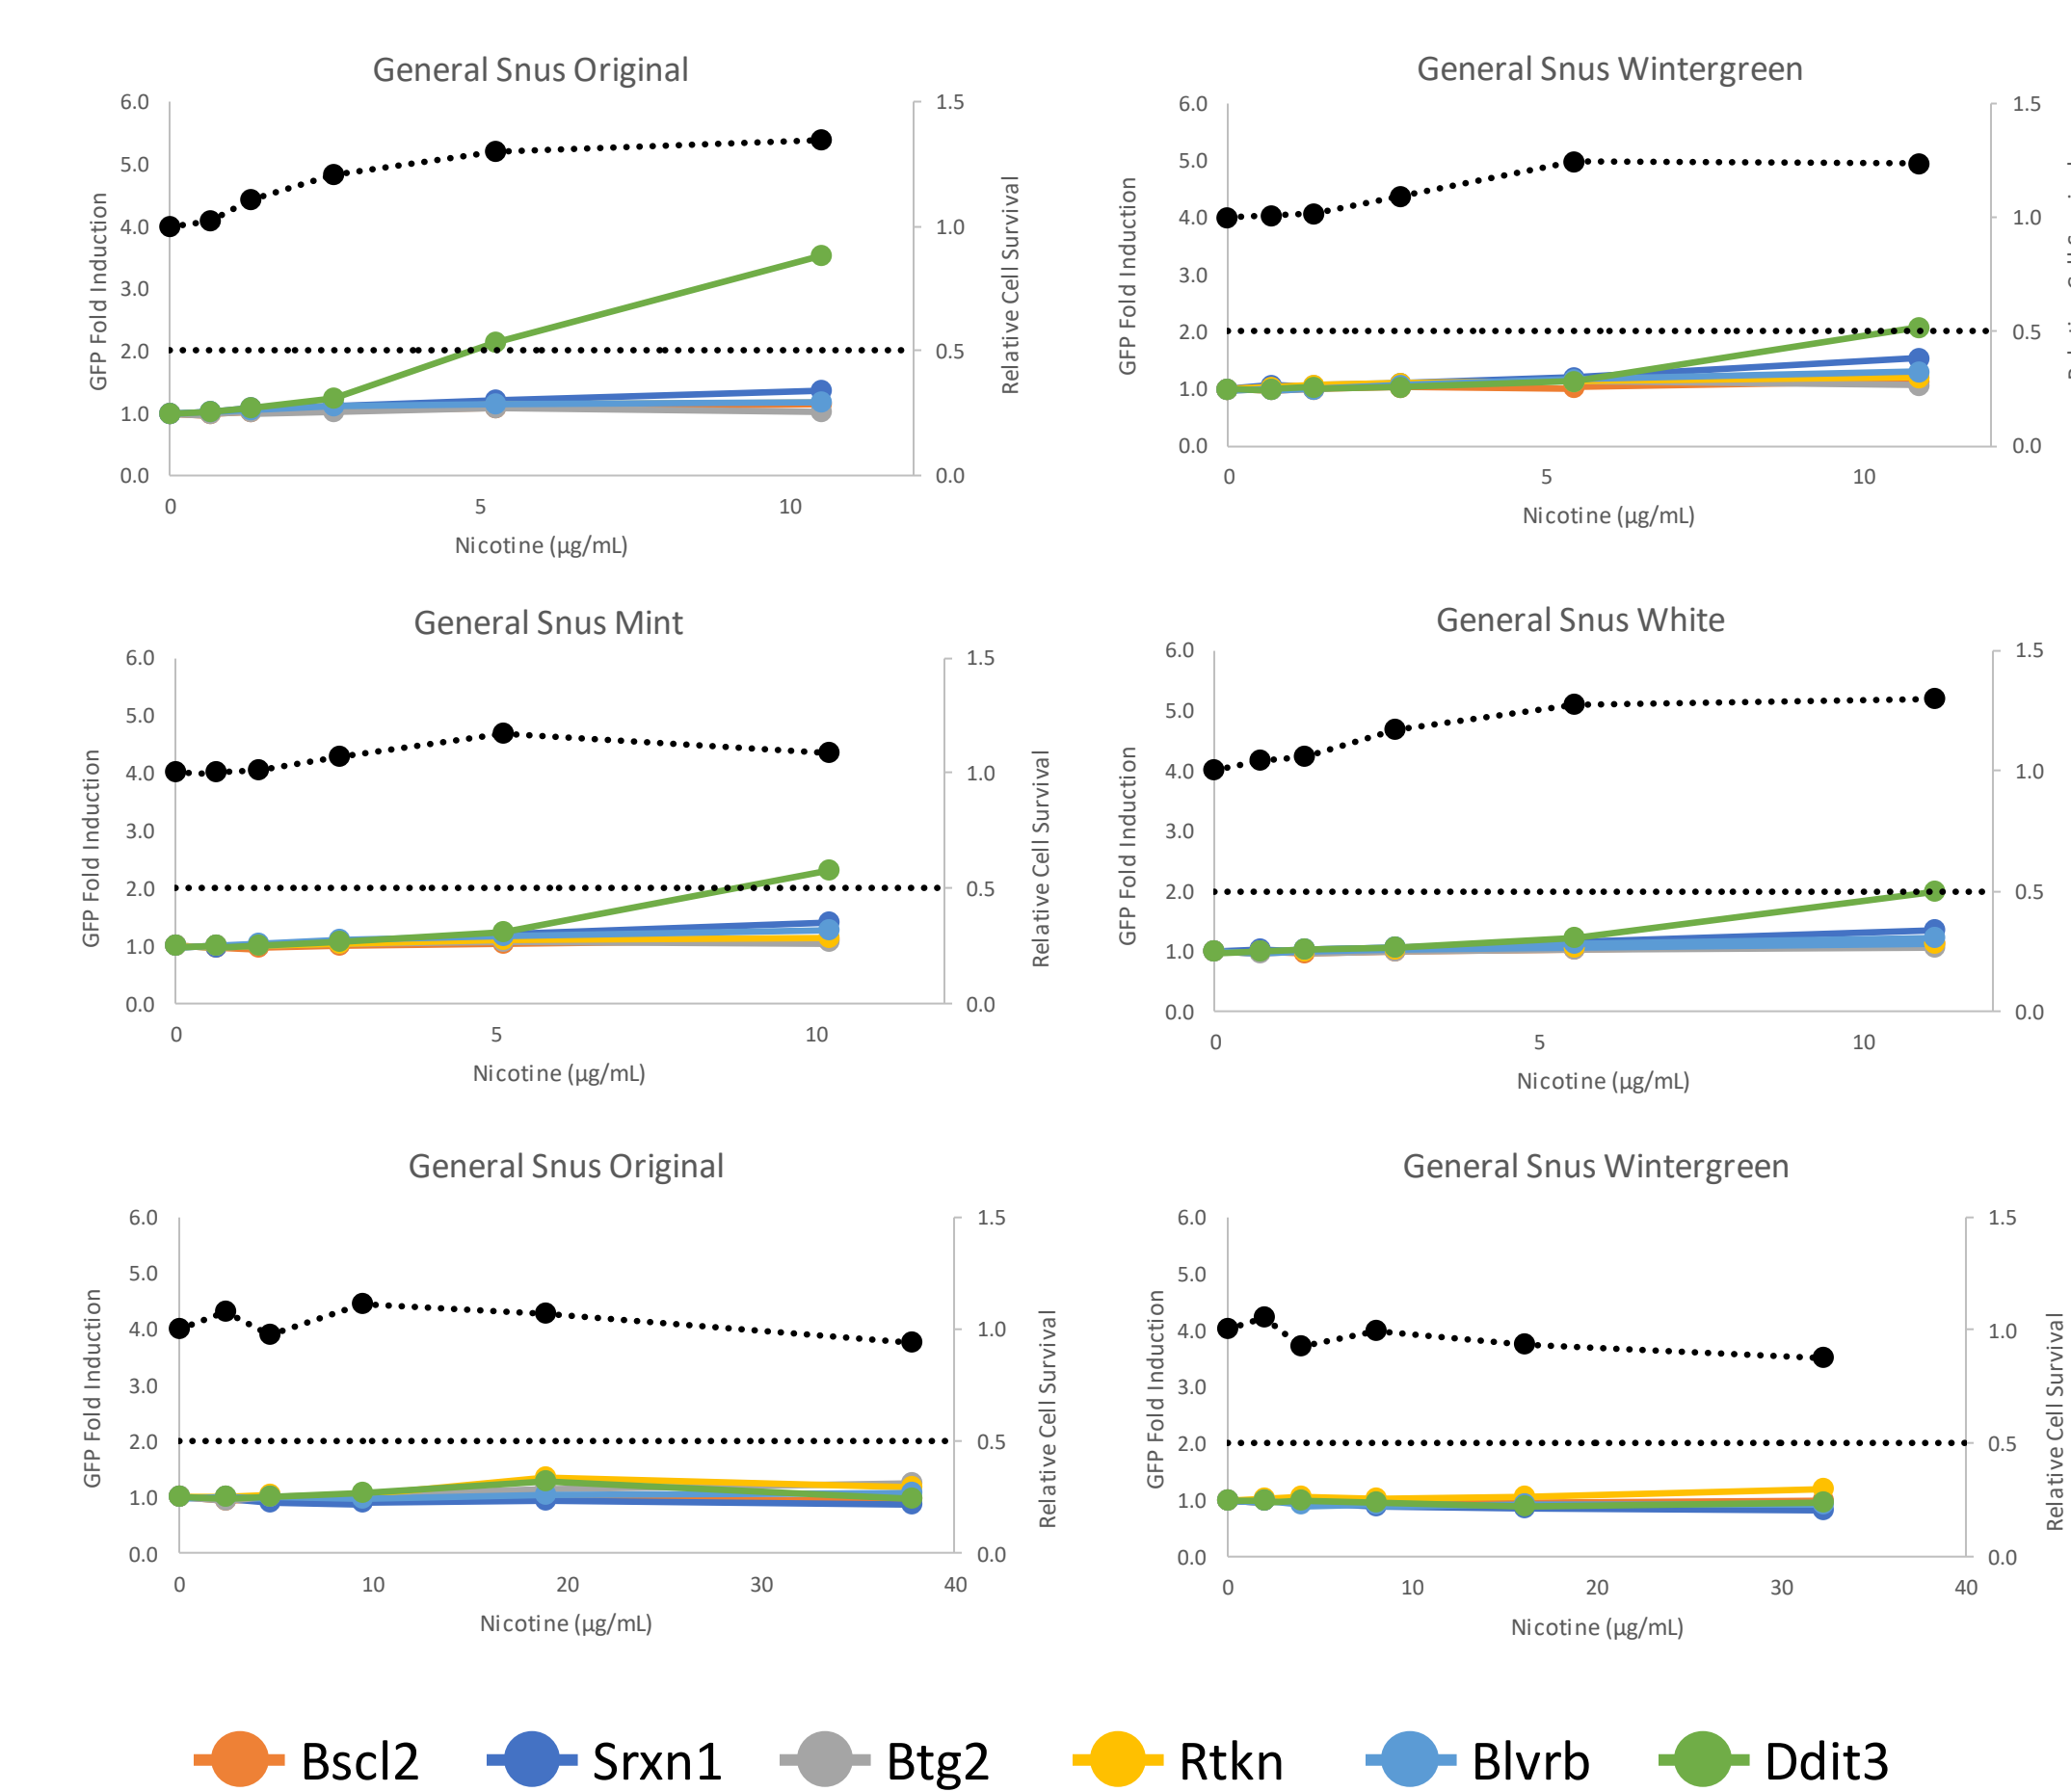 General Snus Original
6.0
5.0
4.0
3.0
2.0
1.0
0.0
1.5
1.0
0.5
0.0
0 5 10
GFP Fold Induction
Relative Cell Survival
Nicotine (µg/mL)
General Snus Wintergreen
6.0
5.0
4.0
3.0
2.0
1.0
0.0
1.5
1.0
0.5
0.0
0 5 10
GFP Fold Induction
Nicotine (µg/mL)
General Snus Mint
6.0
5.0
4.0
3.0
2.0
1.0
0.0
1.5
1.0
0.5
0.0
0 5 10
GFP Fold Induction
Relative Cell Survival
Nicotine (µg/mL)
General Snus White
6.0
5.0
4.0
3.0
2.0
1.0
0.0
1.5
1.0
0.5
0.0
0 5 10
GFP Fold Induction
Nicotine (µg/mL)
General Snus Original
6.0
5.0
4.0
3.0
2.0
1.0
0.0
1.5
1.0
0.5
0.0
0 10 20 30 40
GFP Fold Induction
Relative Cell Survival
Nicotine (µg/mL)
General Snus Wintergreen
6.0
5.0
4.0
3.0
2.0
1.0
0.0
1.5
1.0
0.5
0.0
0 10 20 30 40
GFP Fold Induction
Relative Cell Survival
Nicotine (µg/mL)
Bscl2 Srxn1 Btg2 Rtkn Blvrb Ddit3